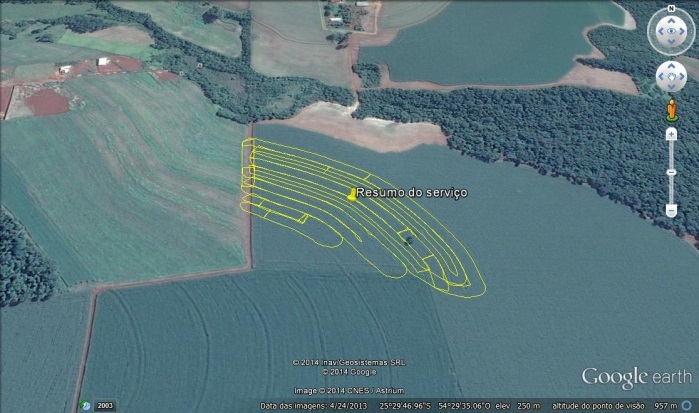 N
Resumo do serviço
© 2014 Inav/Geosistemas SRL
© 2014 Google
Image © 2014 CNES / Astrium
Google earth
2003
Data das imagens: 4/24/2013 25°29'46.96"S 54°29'35.06"O elev 250 m altitude do ponto de visão 957 m